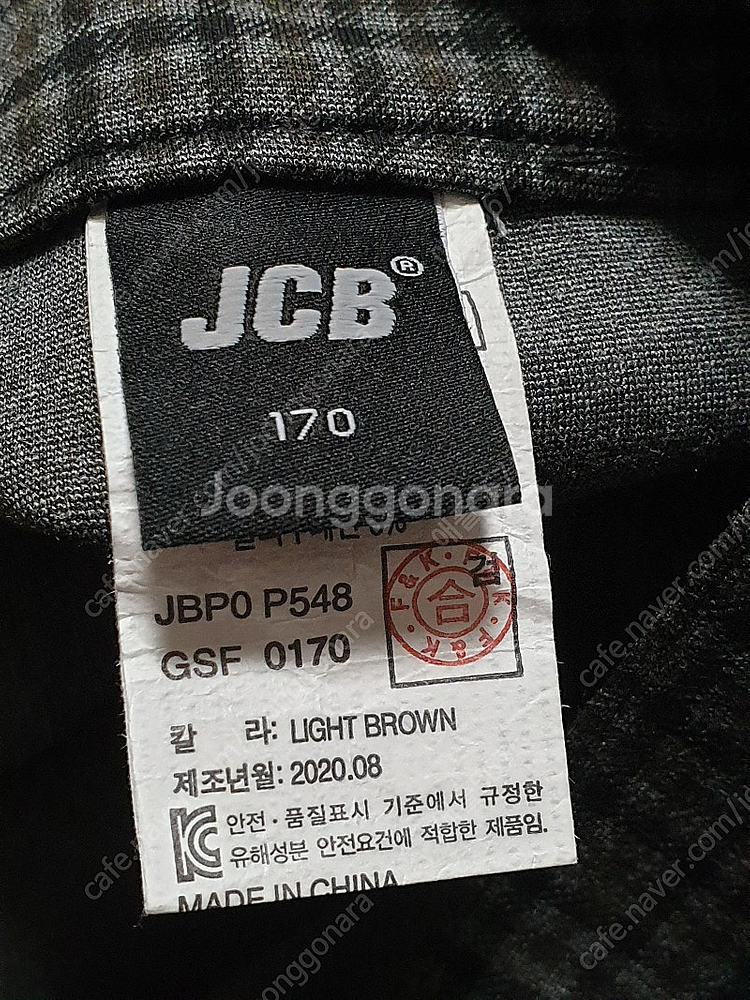 JCB®
170
Joonggonara
JBP0 P548
GSF 0170
검
합
F&K · F&K · F&K
칼 라: LIGHT BROWN
제조년월: 2020.08
안전·품질표시 기준에서 규정한
유해성분 안전요건에 적합한 제품임.
MADE IN CHINA